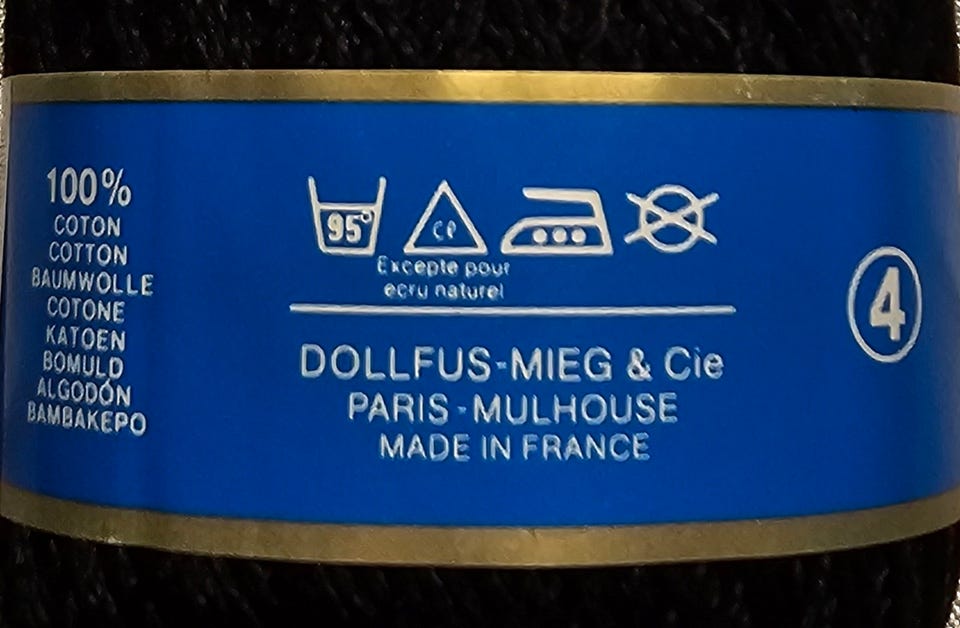 100%
COTON
COTTON
BAUMWOLLE
COTONE
KATOEN
BOMULD
ALGODÓN
ΒΑΜΒΑΚΕΡΟ
95°
cl
Excepte pour
ecru naturel
DOLLFUS-MIEG & Cie
PARIS - MULHOUSE
MADE IN FRANCE
4